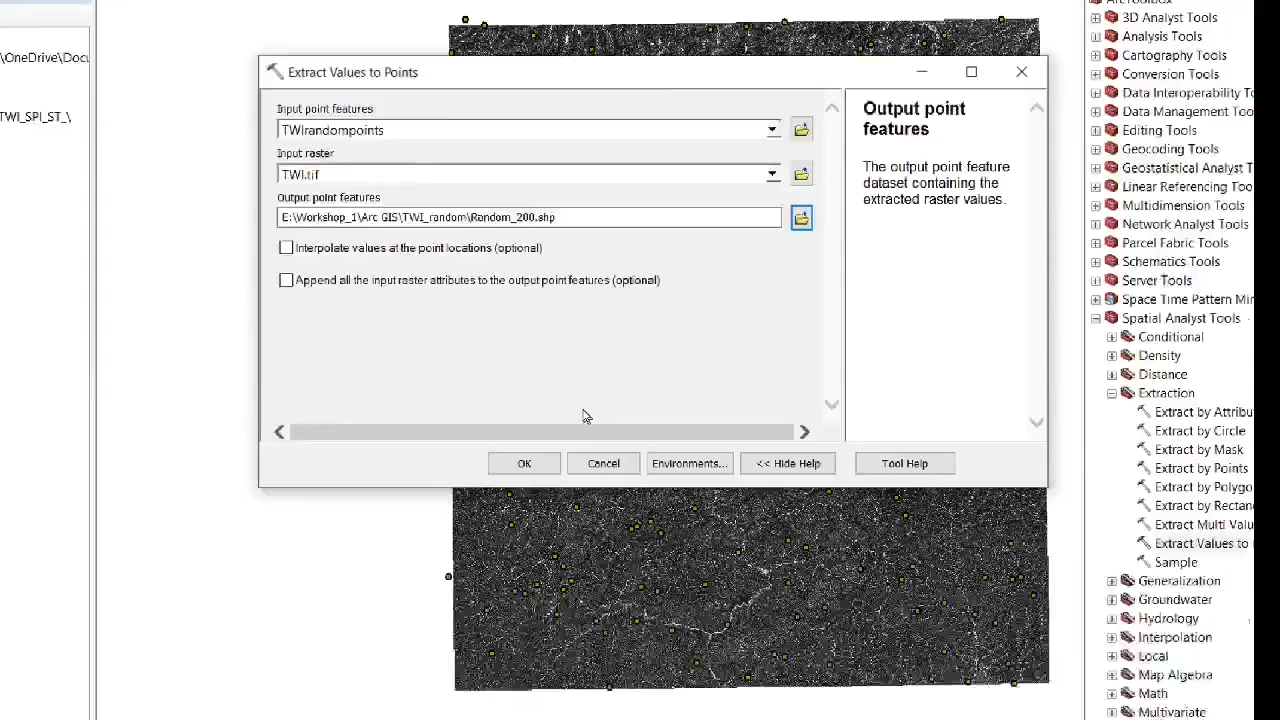 \OneDrive\Docu
TWI_SPI_ST_\
Extract Values to Points
Input point features
TWIrandompoints
Input raster
TWI.tif
Output point features
E:\Workshop_1\Arc GIS\TWI_random\Random_200.shp
Interpolate values at the point locations (optional)
Append all the input raster attributes to the output point features (optional)
OK
Cancel
Environments...
<< Hide Help
Tool Help
Output point
features
The output point feature
dataset containing the
extracted raster values.
ArcToolbox
3D Analyst Tools
Analysis Tools
Cartography Tools
Conversion Tools
Data Interoperability To
Data Management Too
Editing Tools
Geocoding Tools
Geostatistical Analyst T
Linear Referencing Too
Multidimension Tools
Network Analyst Tools
Parcel Fabric Tools
Schematics Tools
Server Tools
Space Time Pattern Mi
Spatial Analyst Tools
Conditional
Density
Distance
Extraction
Extract by Attribu
Extract by Circle
Extract by Mask
Extract by Points
Extract by Polygo
Extract by Rectan
Extract Multi Valu
Extract Values to
Sample
Generalization
Groundwater
Hydrology
Interpolation
Local
Map Algebra
Math
Multivariate